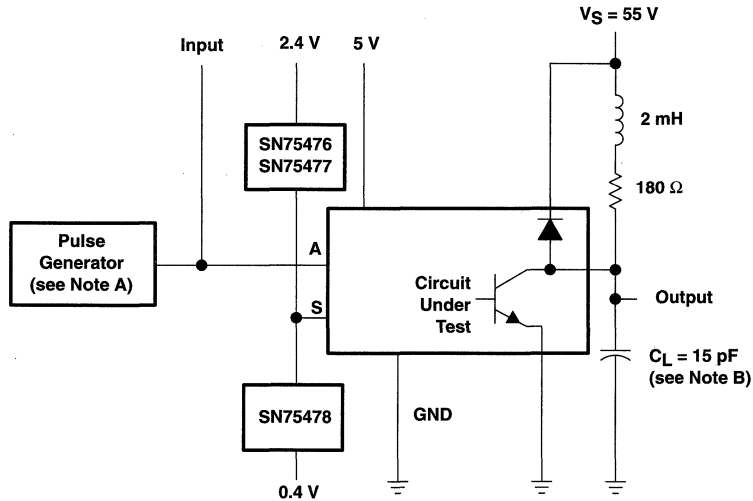 V_S = 55 V
Input
2.4 V
5 V
SN75476
SN75477
2 mH
180 Ω
Pulse
Generator
(see Note A)
A
S
Circuit
Under
Test
Output
C_L = 15 pF
(see Note B)
SN75478
GND
0.4 V